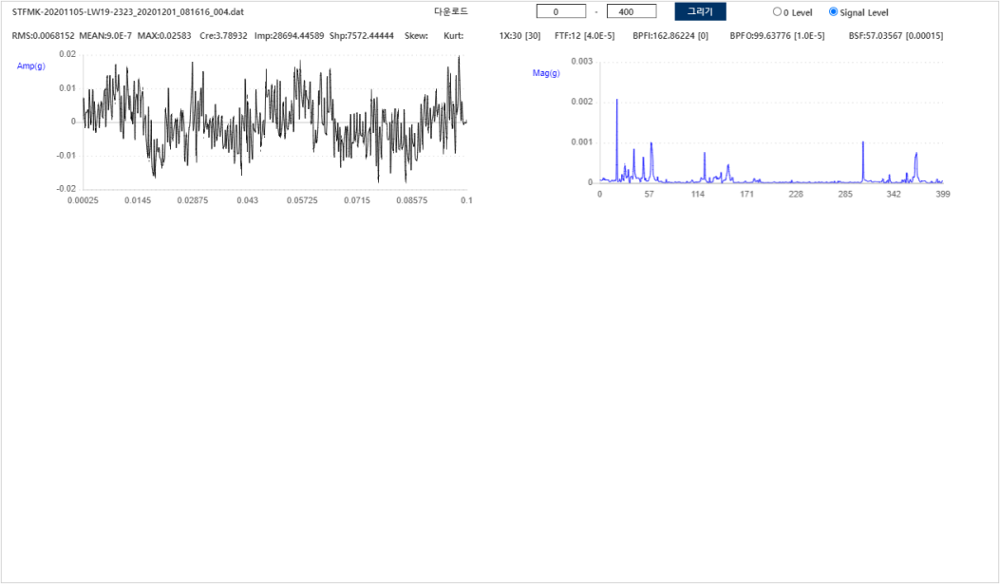 STFMK-20201105-LW19-2323_20201201_081616_004.dat 다운로드 0 - 400 그리기 0 Level Signal Level
RMS:0.0068152 MEAN:9.0E-7 MAX:0.02583 Cre:3.78932 Imp:28694.44589 Shp:7572.44444 Skew: Kurt: 1X:30 [30] FTF:12 [4.0E-5] BPFI:162.86224 [0] BPFO:99.63776 [1.0E-5] BSF:57.03567 [0.00015]
Amp(g)
0.02
0.01
0
-0.01
-0.02
0.00025 0.0145 0.02875 0.043 0.05725 0.0715 0.08575 0.1
Mag(g)
0.003
0.002
0.001
0
0 57 114 171 228 285 342 399